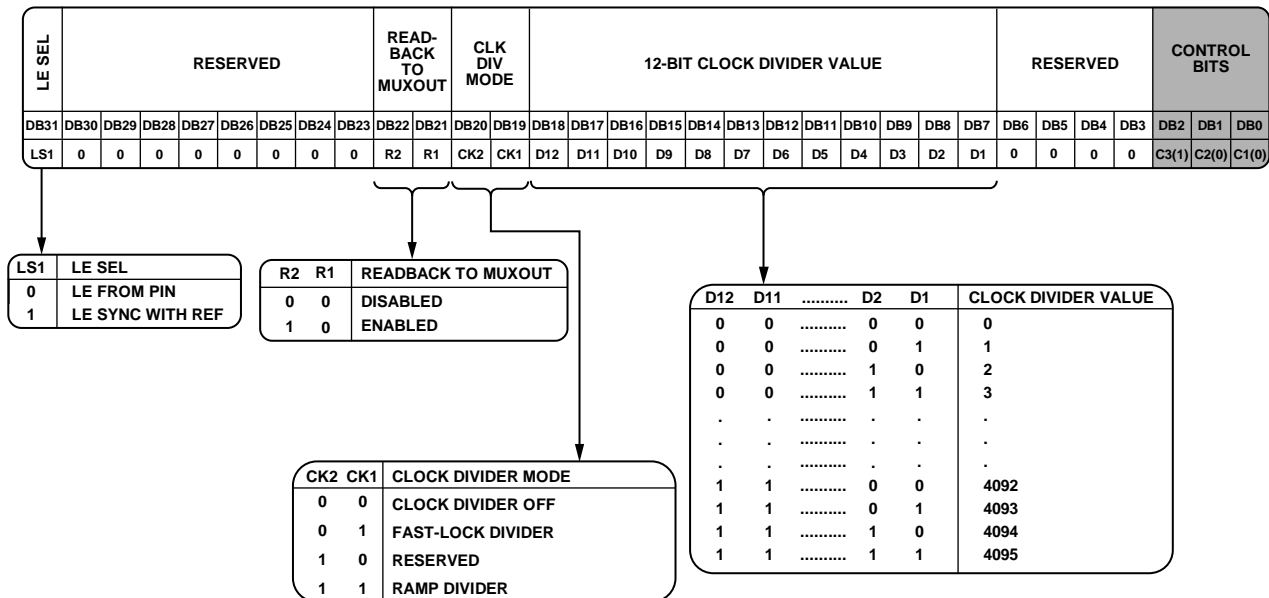 LE SEL
RESERVED
READ-
BACK
TO
MUXOUT
CLK
DIV
MODE
12-BIT CLOCK DIVIDER VALUE
RESERVED
CONTROL
BITS
DB31 DB30 DB29 DB28 DB27 DB26 DB25 DB24 DB23 DB22 DB21 DB20 DB19 DB18 DB17 DB16 DB15 DB14 DB13 DB12 DB11 DB10 DB9 DB8 DB7 DB6 DB5 DB4 DB3 DB2 DB1 DB0
LS1 0 0 0 0 0 0 0 0 R2 R1 CK2 CK1 D12 D11 D10 D9 D8 D7 D6 D5 D4 D3 D2 D1 0 0 0 0 C3(1) C2(0) C1(0)
LS1 LE SEL
0 LE FROM PIN
1 LE SYNC WITH REF
R2 R1 READBACK TO MUXOUT
0 0 DISABLED
1 0 ENABLED
CK2 CK1 CLOCK DIVIDER MODE
0 0 CLOCK DIVIDER OFF
0 1 FAST-LOCK DIVIDER
1 0 RESERVED
1 1 RAMP DIVIDER
D12 D11 .......... D2 D1 CLOCK DIVIDER VALUE
0 0 .......... 0 0 0
0 0 .......... 0 1 1
0 0 .......... 1 0 2
0 0 .......... 1 1 3
. . .......... . . .
. . .......... . . .
. . .......... . . .
1 1 .......... 0 0 4092
1 1 .......... 0 1 4093
1 1 .......... 1 0 4094
1 1 .......... 1 1 4095